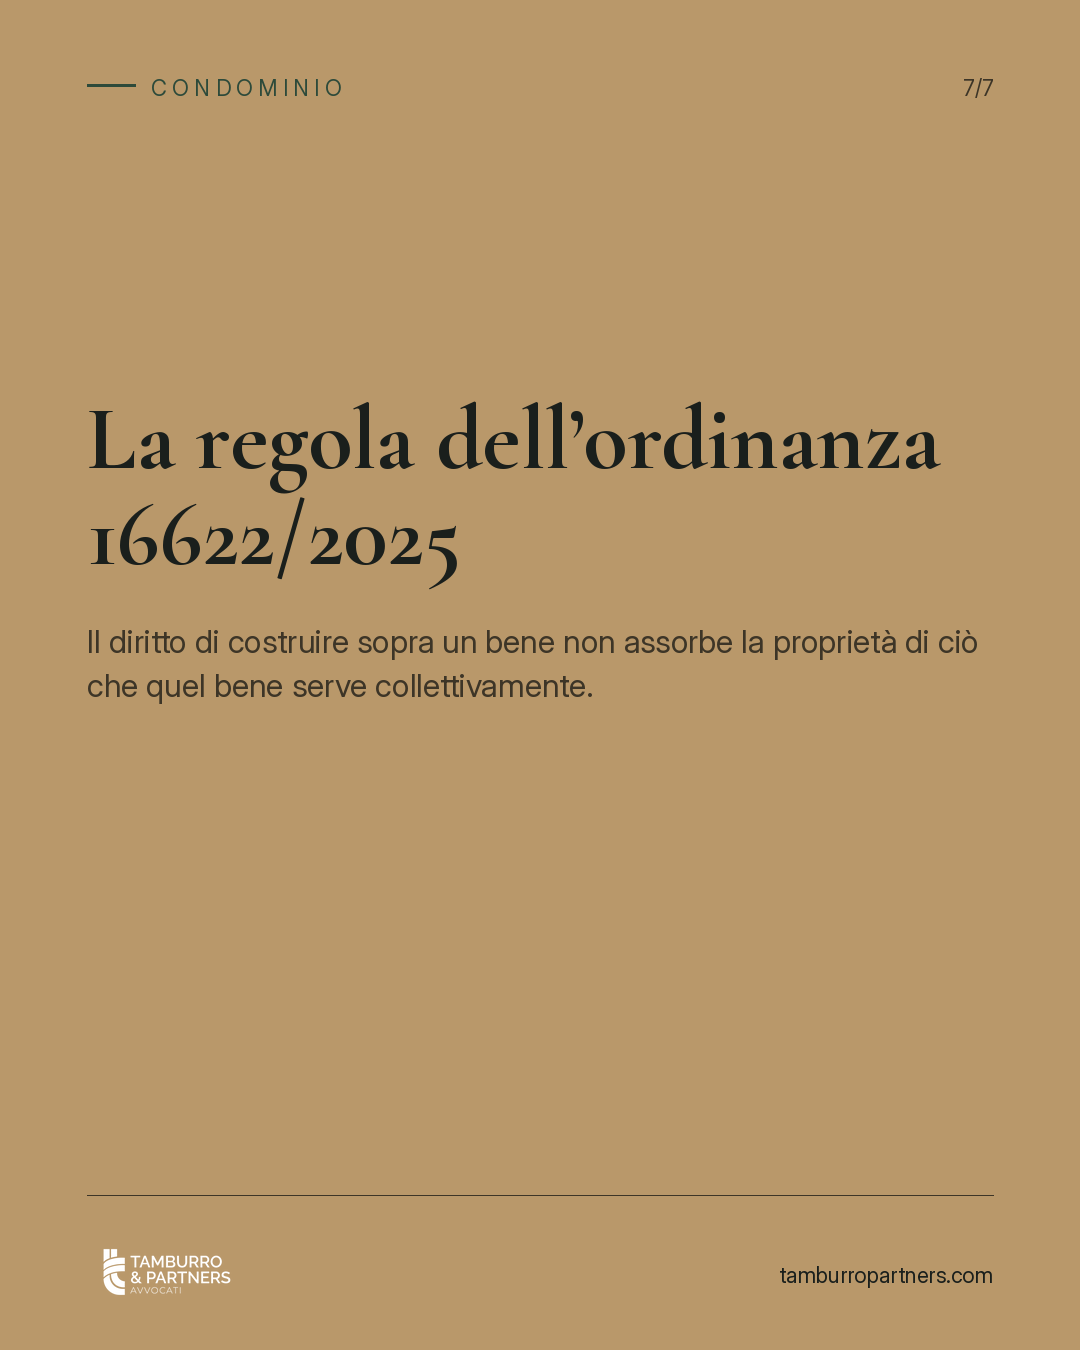 CONDOMINIO
7/7
La regola dell’ordinanza
16622/2025
Il diritto di costruire sopra un bene non assorbe la proprietà di ciò
che quel bene serve collettivamente.
TAMBURRO
& PARTNERS
AVVOCATI
tamburropartners.com